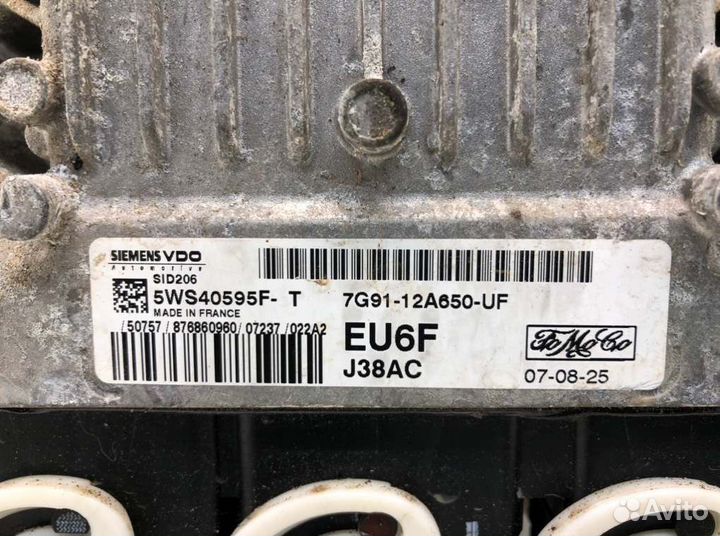 SIEMENS VDO
Automotive
SID206
5WS40595F- T
MADE IN FRANCE
/50757/876860960/07237/022A2
7G91-12A650-UF
EU6F
J38AC
FoMoCo
07-08-25
Avito